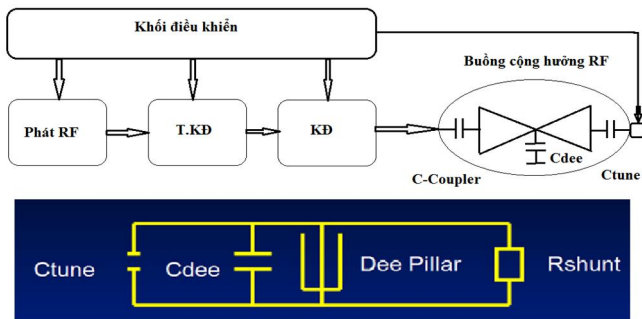 Khối điều khiển
Buồng cộng hưởng RF
Phát RF
T.KĐ
KĐ
Cdee
C-Coupler
Ctune
Ctune
Cdee
Dee Pillar
Rshunt